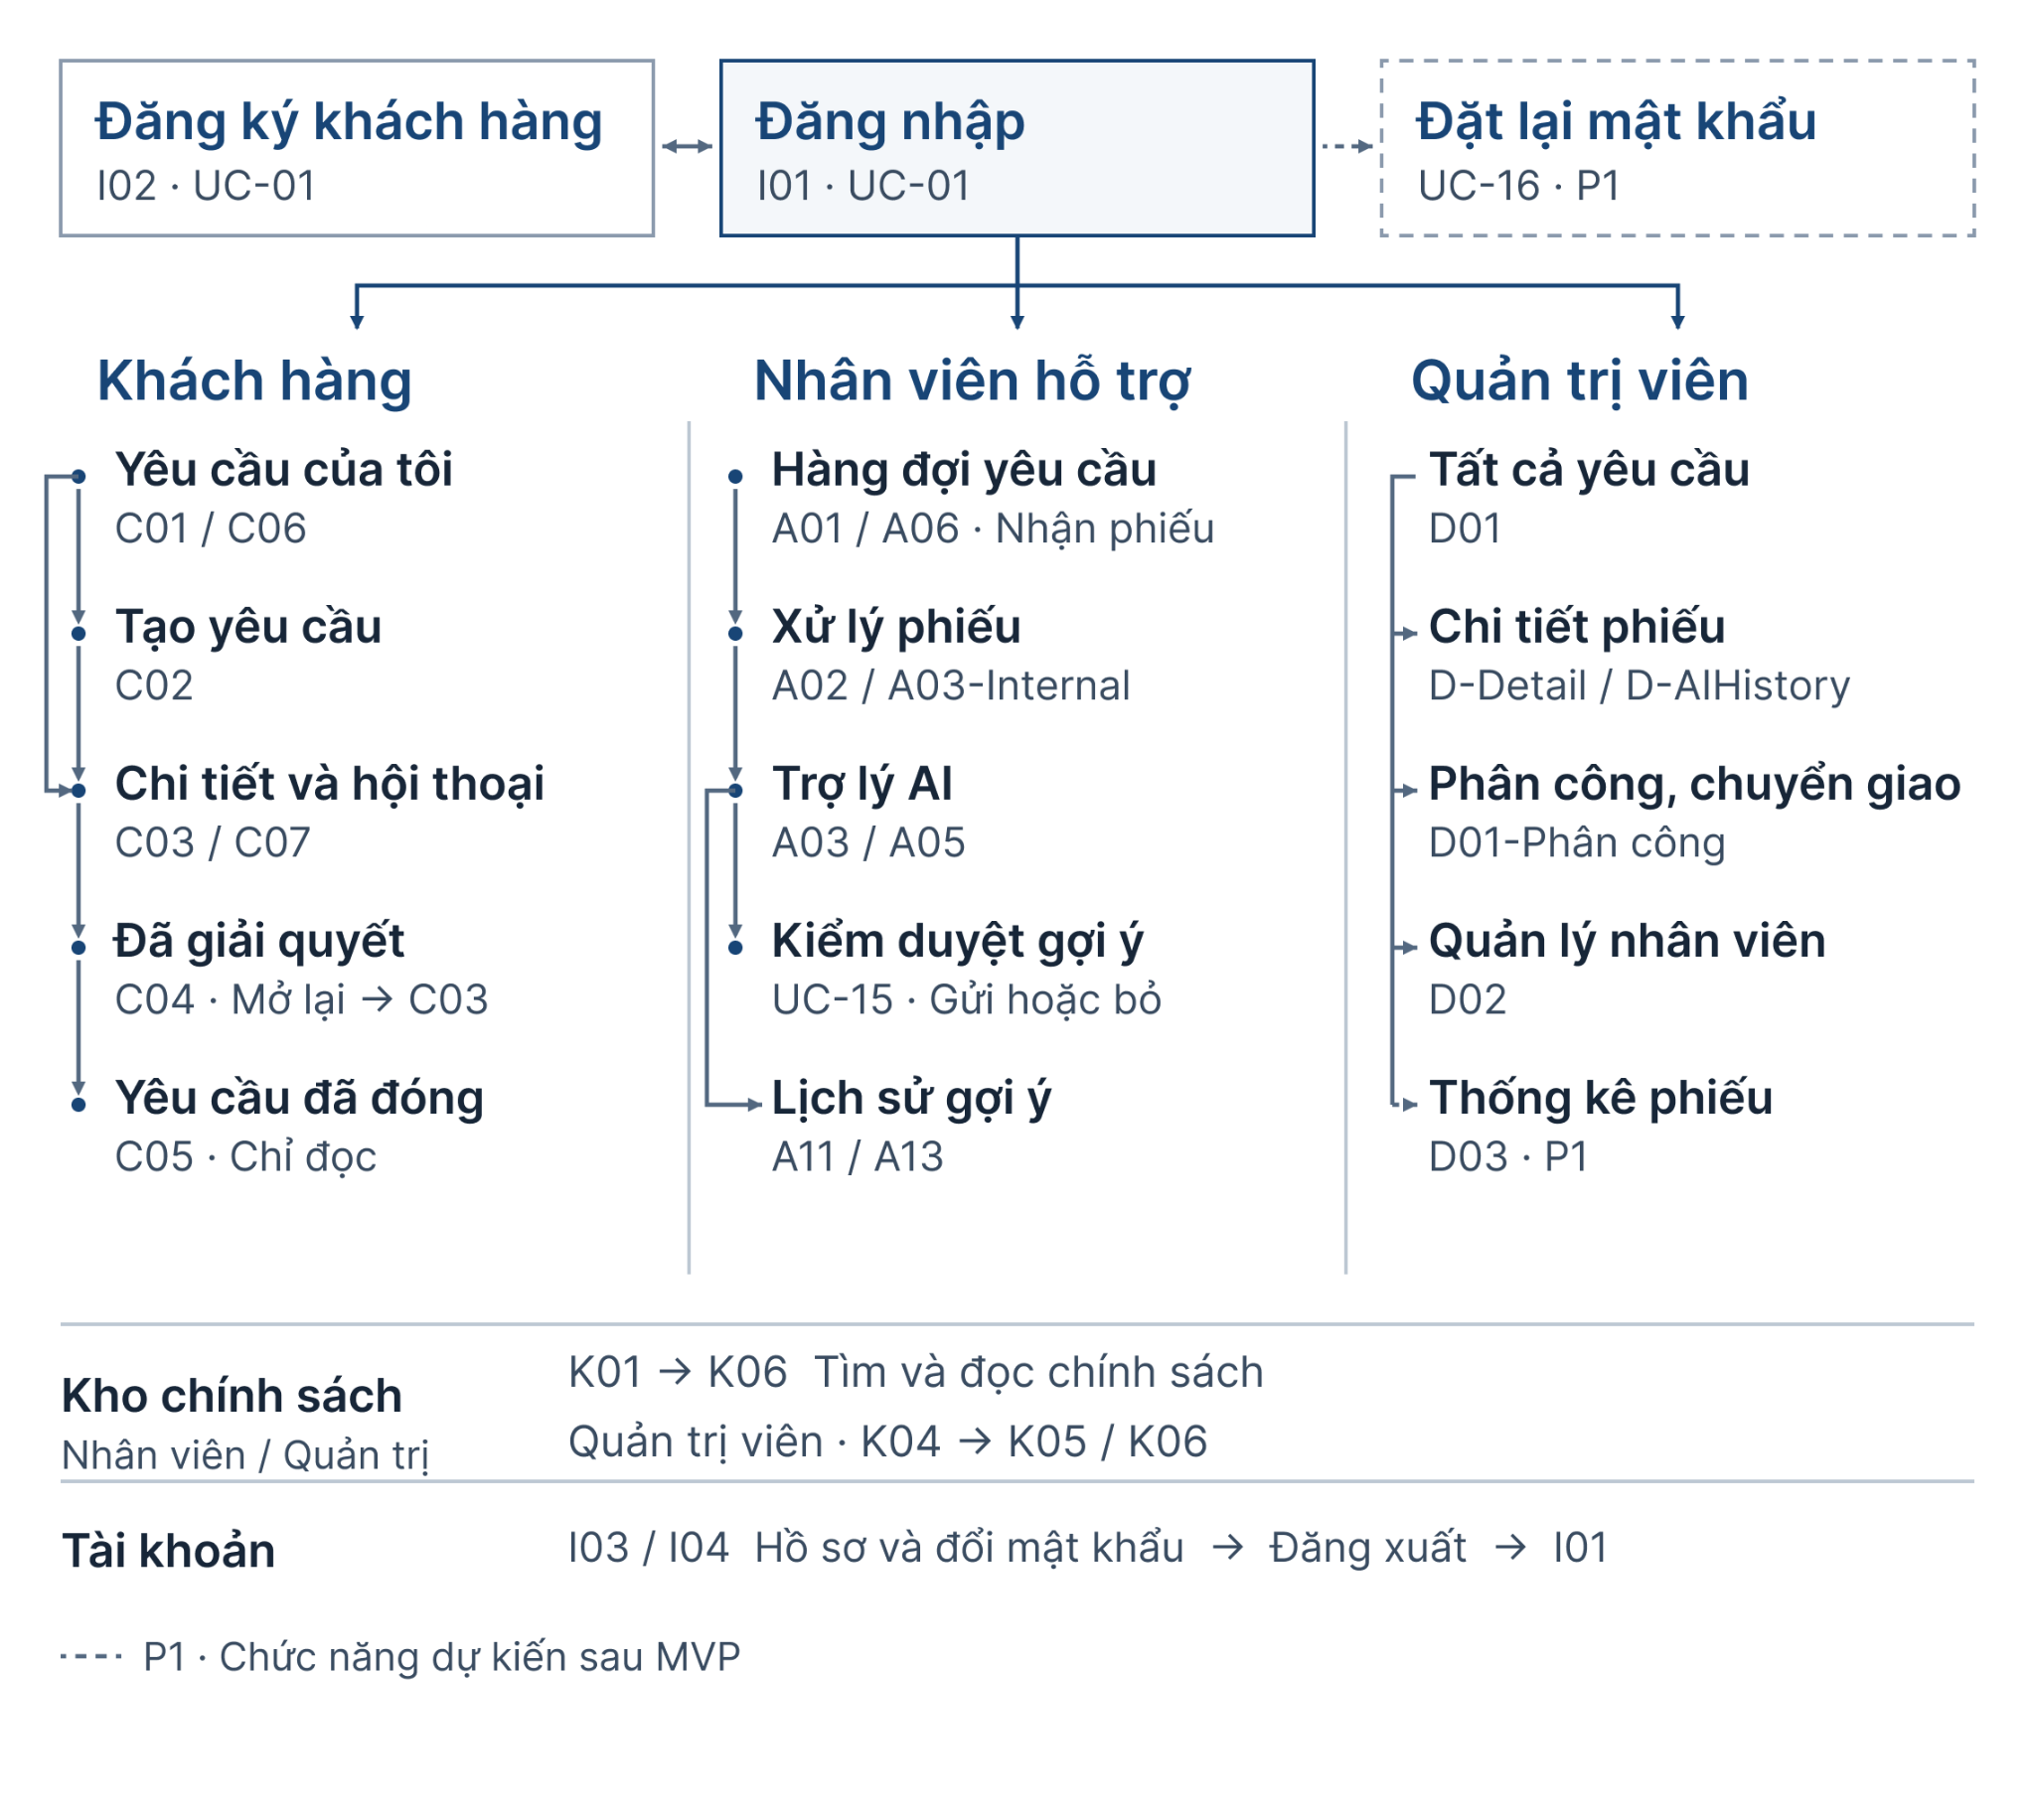 Đăng ký khách hàng
I02 · UC-01
Đăng nhập
I01 · UC-01
Đặt lại mật khẩu
UC-16 · P1
Khách hàng
Yêu cầu của tôi
C01 / C06
Tạo yêu cầu
C02
Chi tiết và hội thoại
C03 / C07
Đã giải quyết
C04 · Mở lại → C03
Yêu cầu đã đóng
C05 · Chỉ đọc
Nhân viên hỗ trợ
Hàng đợi yêu cầu
A01 / A06 · Nhận phiếu
Xử lý phiếu
A02 / A03-Internal
Trợ lý AI
A03 / A05
Kiểm duyệt gợi ý
UC-15 · Gửi hoặc bỏ
Lịch sử gợi ý
A11 / A13
Quản trị viên
Tất cả yêu cầu
D01
Chi tiết phiếu
D-Detail / D-AIHistory
Phân công, chuyển giao
D01-Phân công
Quản lý nhân viên
D02
Thống kê phiếu
D03 · P1
Kho chính sách
Nhân viên / Quản trị
K01 → K06 Tìm và đọc chính sách
Quản trị viên · K04 → K05 / K06
Tài khoản
I03 / I04 Hồ sơ và đổi mật khẩu → Đăng xuất → I01
P1 · Chức năng dự kiến sau MVP